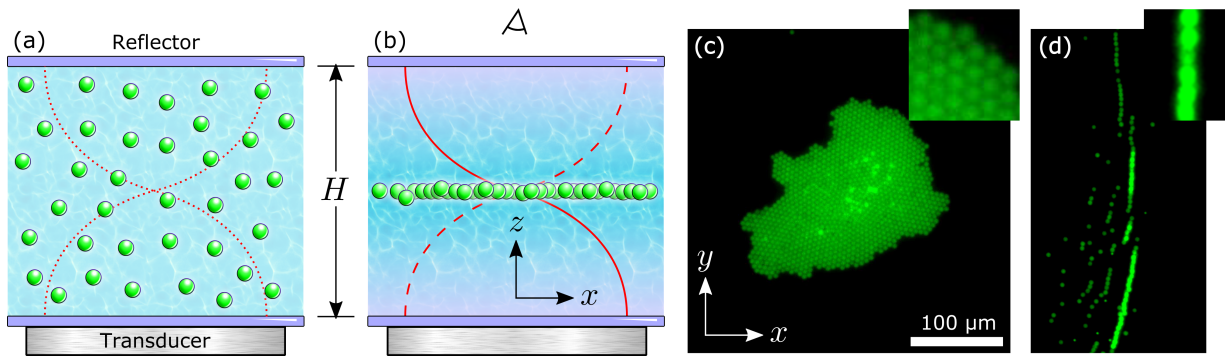 (a)
Reflector
Transducer
H
(b)
z
x
(c)
y
x
100 µm
(d)